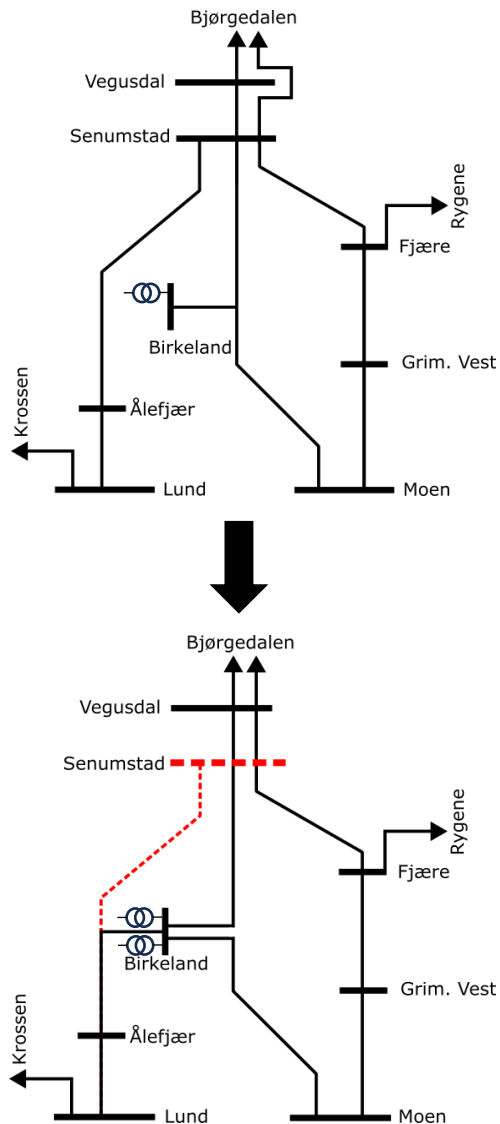 Bjørgedalen
Vegusdal
Senumstad
Rygene
Fjære
Birkeland
Grim. Vest
Krossen
Ålefjær
Lund
Moen
Bjørgedalen
Vegusdal
Senumstad
Rygene
Fjære
Birkeland
Grim. Vest
Krossen
Ålefjær
Lund
Moen